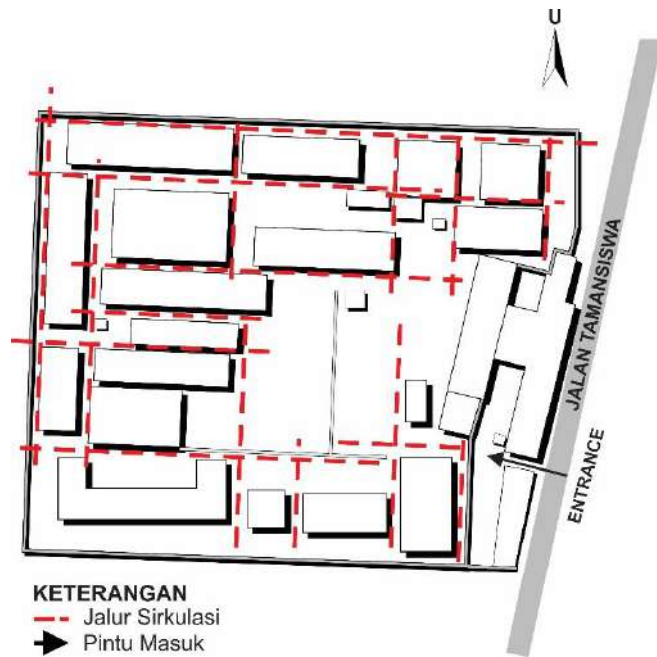 U
JALAN TAMANSISWA
ENTRANCE
KETERANGAN
Jalur Sirkulasi
Pintu Masuk